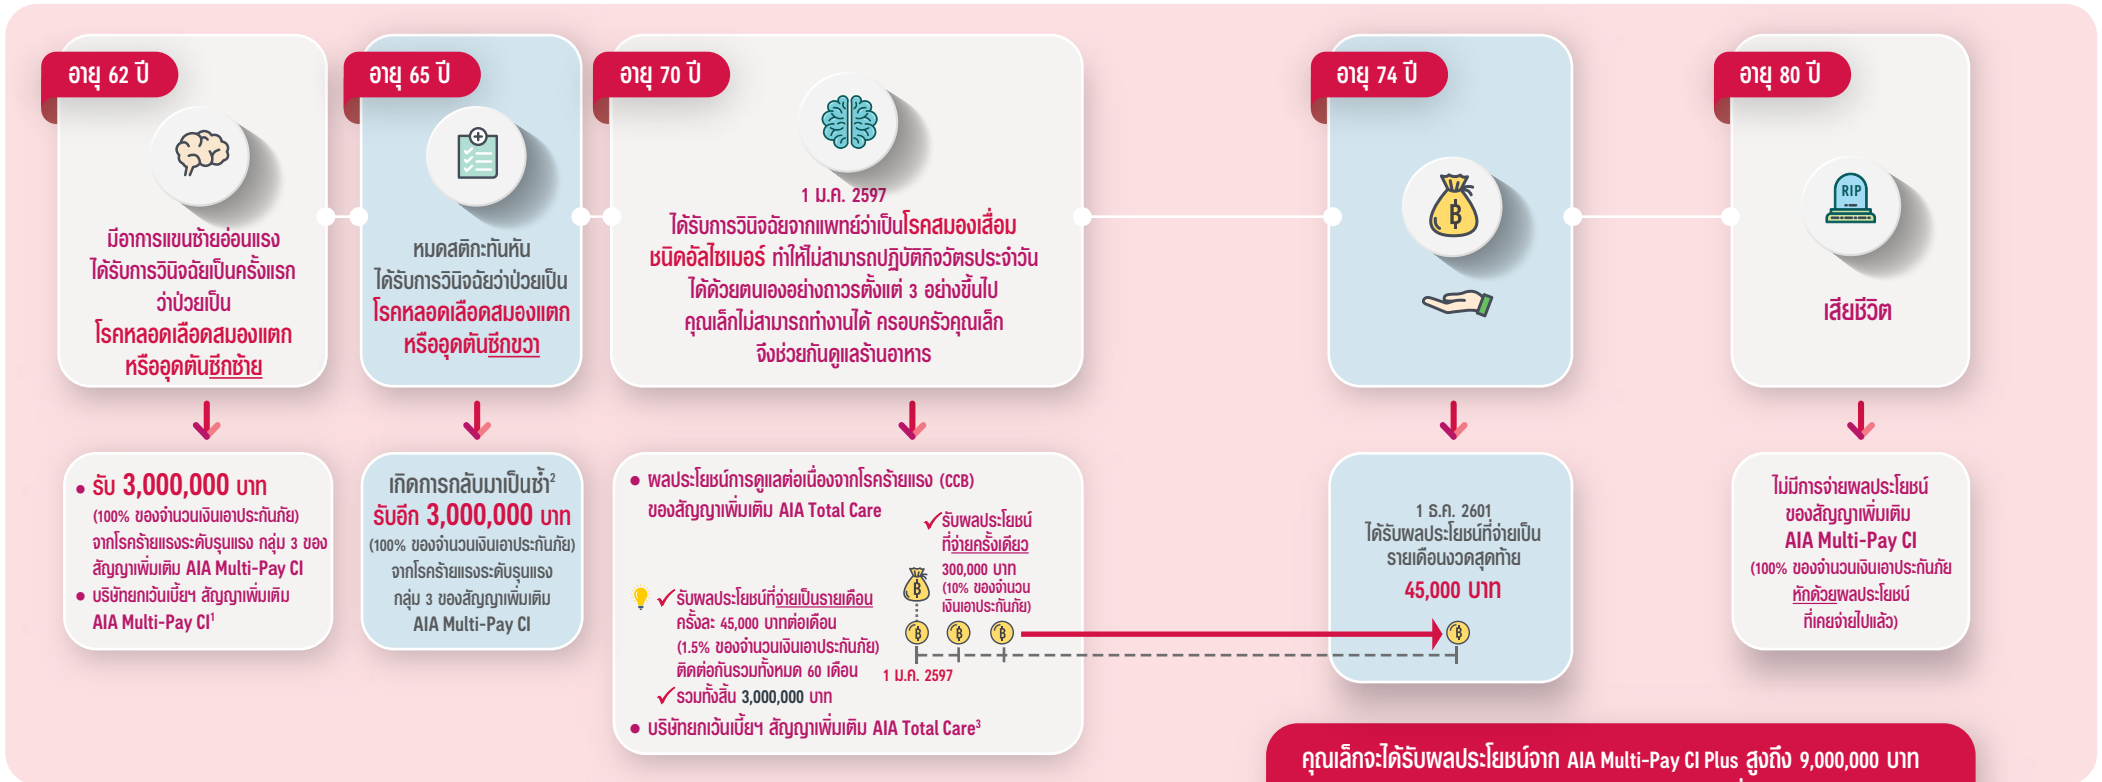 อายุ 62 ปี
มีอาการแขนซ้ายอ่อนแรง
ได้รับการวินิจฉัยเป็นครั้งแรก
ว่าป่วยเป็น
โรคหลอดเลือดสมองแตก
หรืออุดตันซีกซ้าย
• รับ 3,000,000 บาท
(100% ของจำนวนเงินเอาประกันภัย)
จากโรคร้ายแรงระดับรุนแรง กลุ่ม 3 ของ
สัญญาเพิ่มเติม AIA Multi-Pay CI
• บริษัทยกเว้นเบี้ยฯ สัญญาเพิ่มเติม
AIA Multi-Pay CI¹
อายุ 65 ปี
หมดสติกะทันหัน
ได้รับการวินิจฉัยว่าป่วยเป็น
โรคหลอดเลือดสมองแตก
หรืออุดตันซีกขวา
เกิดการกลับมาเป็นซ้ำ²
รับอีก 3,000,000 บาท
(100% ของจำนวนเงินเอาประกันภัย)
จากโรคร้ายแรงระดับรุนแรง
กลุ่ม 3 ของสัญญาเพิ่มเติม
AIA Multi-Pay CI
อายุ 70 ปี
1 ม.ค. 2597
ได้รับการวินิจฉัยจากแพทย์ว่าเป็นโรคสมองเสื่อม
ชนิดอัลไซเมอร์ ทำให้ไม่สามารถปฏิบัติกิจวัตรประจำวัน
ได้ด้วยตนเองอย่างถาวรตั้งแต่ 3 อย่างขึ้นไป
คุณเล็กไม่สามารถทำงานได้ ครอบครัวคุณเล็ก
จึงช่วยกันดูแลร้านอาหาร
• ผลประโยชน์การดูแลต่อเนื่องจากโรคร้ายแรง (CCB)
ของสัญญาเพิ่มเติม AIA Total Care
✓รับผลประโยชน์
ที่จ่ายครั้งเดียว
300,000 บาท
(10% ของจำนวน
เงินเอาประกันภัย)
✓รับผลประโยชน์ที่จ่ายเป็นรายเดือน
ครั้งละ 45,000 บาทต่อเดือน
(1.5% ของจำนวนเงินเอาประกันภัย)
ติดต่อกันรวมทั้งหมด 60 เดือน
1 ม.ค. 2597
✓รวมทั้งสิ้น 3,000,000 บาท
• บริษัทยกเว้นเบี้ยฯ สัญญาเพิ่มเติม AIA Total Care³
อายุ 74 ปี
1 ธ.ค. 2601
ได้รับผลประโยชน์ที่จ่ายเป็น
รายเดือนงวดสุดท้าย
45,000 บาท
อายุ 80 ปี
RIP
เสียชีวิต
ไม่มีการจ่ายผลประโยชน์
ของสัญญาเพิ่มเติม
AIA Multi-Pay CI
(100% ของจำนวนเงินเอาประกันภัย
หักด้วยผลประโยชน์
ที่เคยจ่ายไปแล้ว)
คุณเล็กจะได้รับผลประโยชน์จาก AIA Multi-Pay CI Plus สูงถึง 9,000,000 บาท